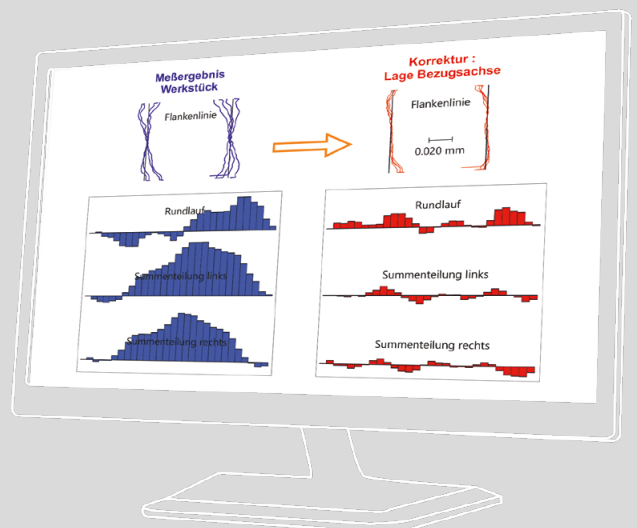 Meßergebnis
Werkstück
Flankenlinie
Korrektur :
Lage Bezugsachse
Flankenlinie
0.020 mm
Rundlauf
Summenteilung links
Summenteilung rechts
Rundlauf
Summenteilung links
Summenteilung rechts